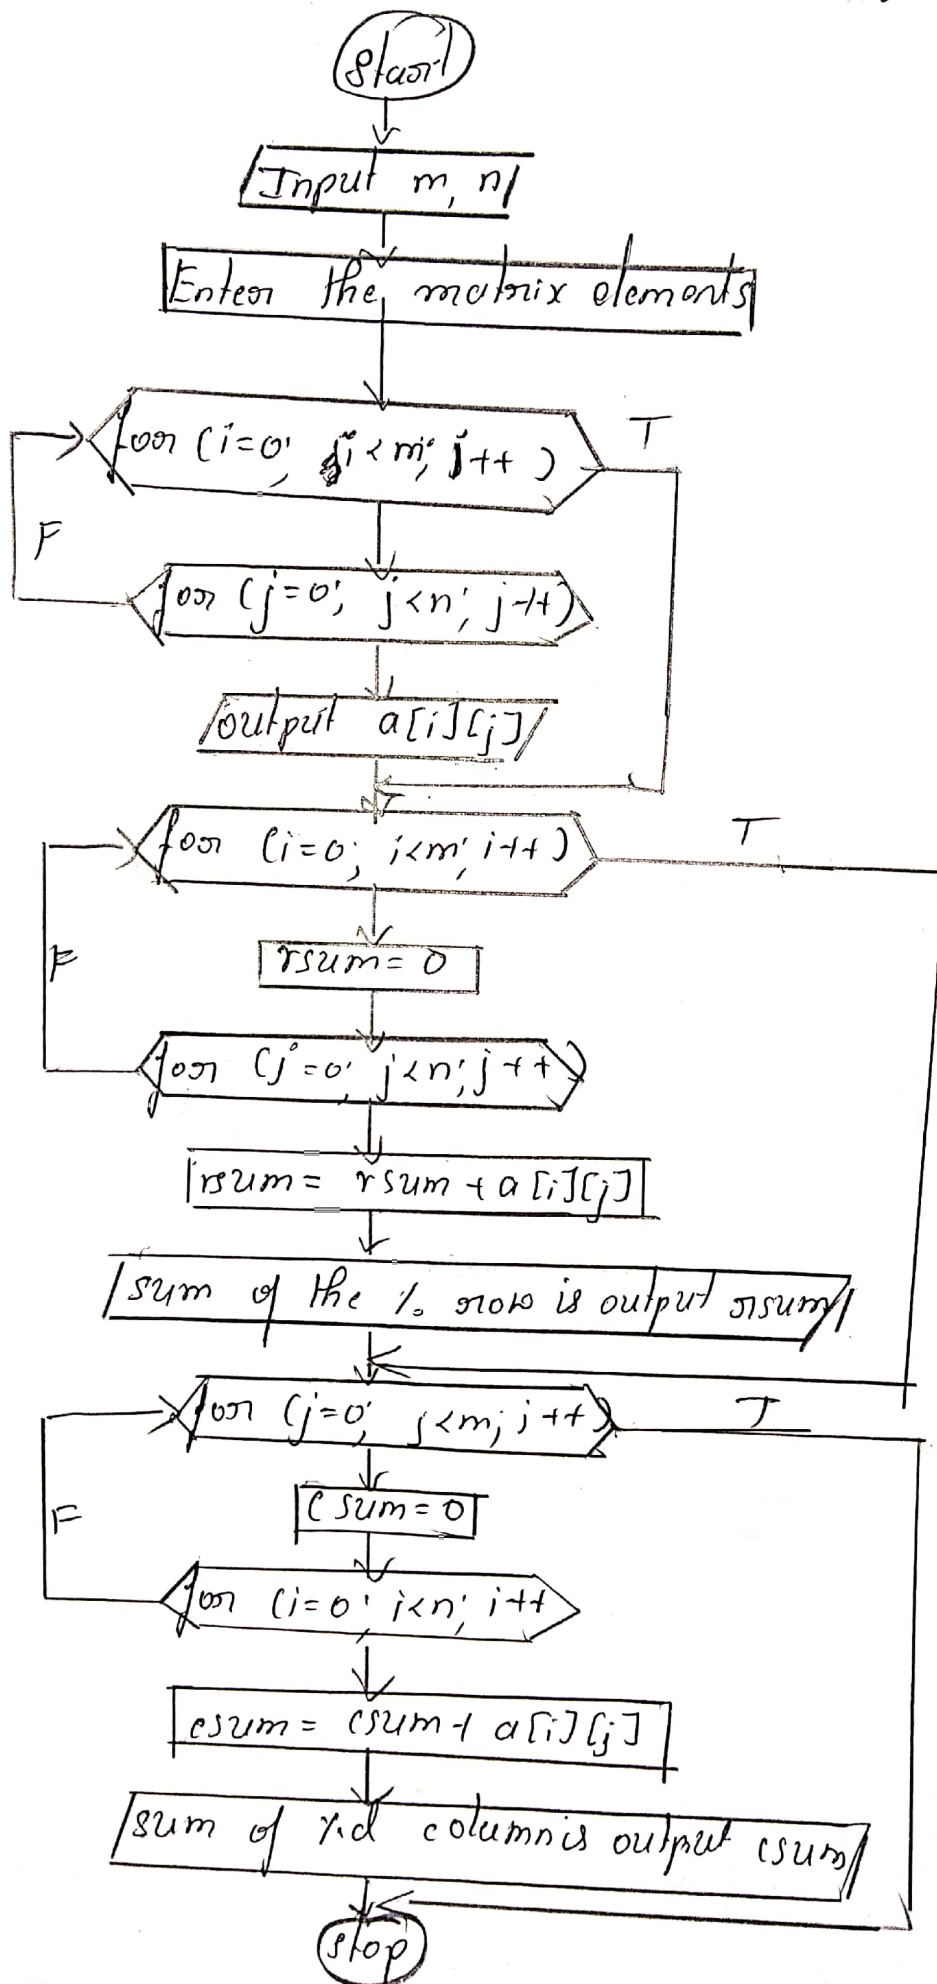 Start
Input m, n
Enter the matrix elements
for (i=0; i<m; j++)
T
F
for (j=0; j<n; j++)
output a[i][j]
for (i=0; i<m; i++)
T
F
rsum = 0
for (j=0; j<n; j++)
rsum = rsum + a[i][j]
sum of the %. row is output rsum
for (j=0; j<m; j++)
T
F
csum = 0
for (i=0; i<n; i++
csum = csum + a[i][j]
sum of %d column is output csum
stop